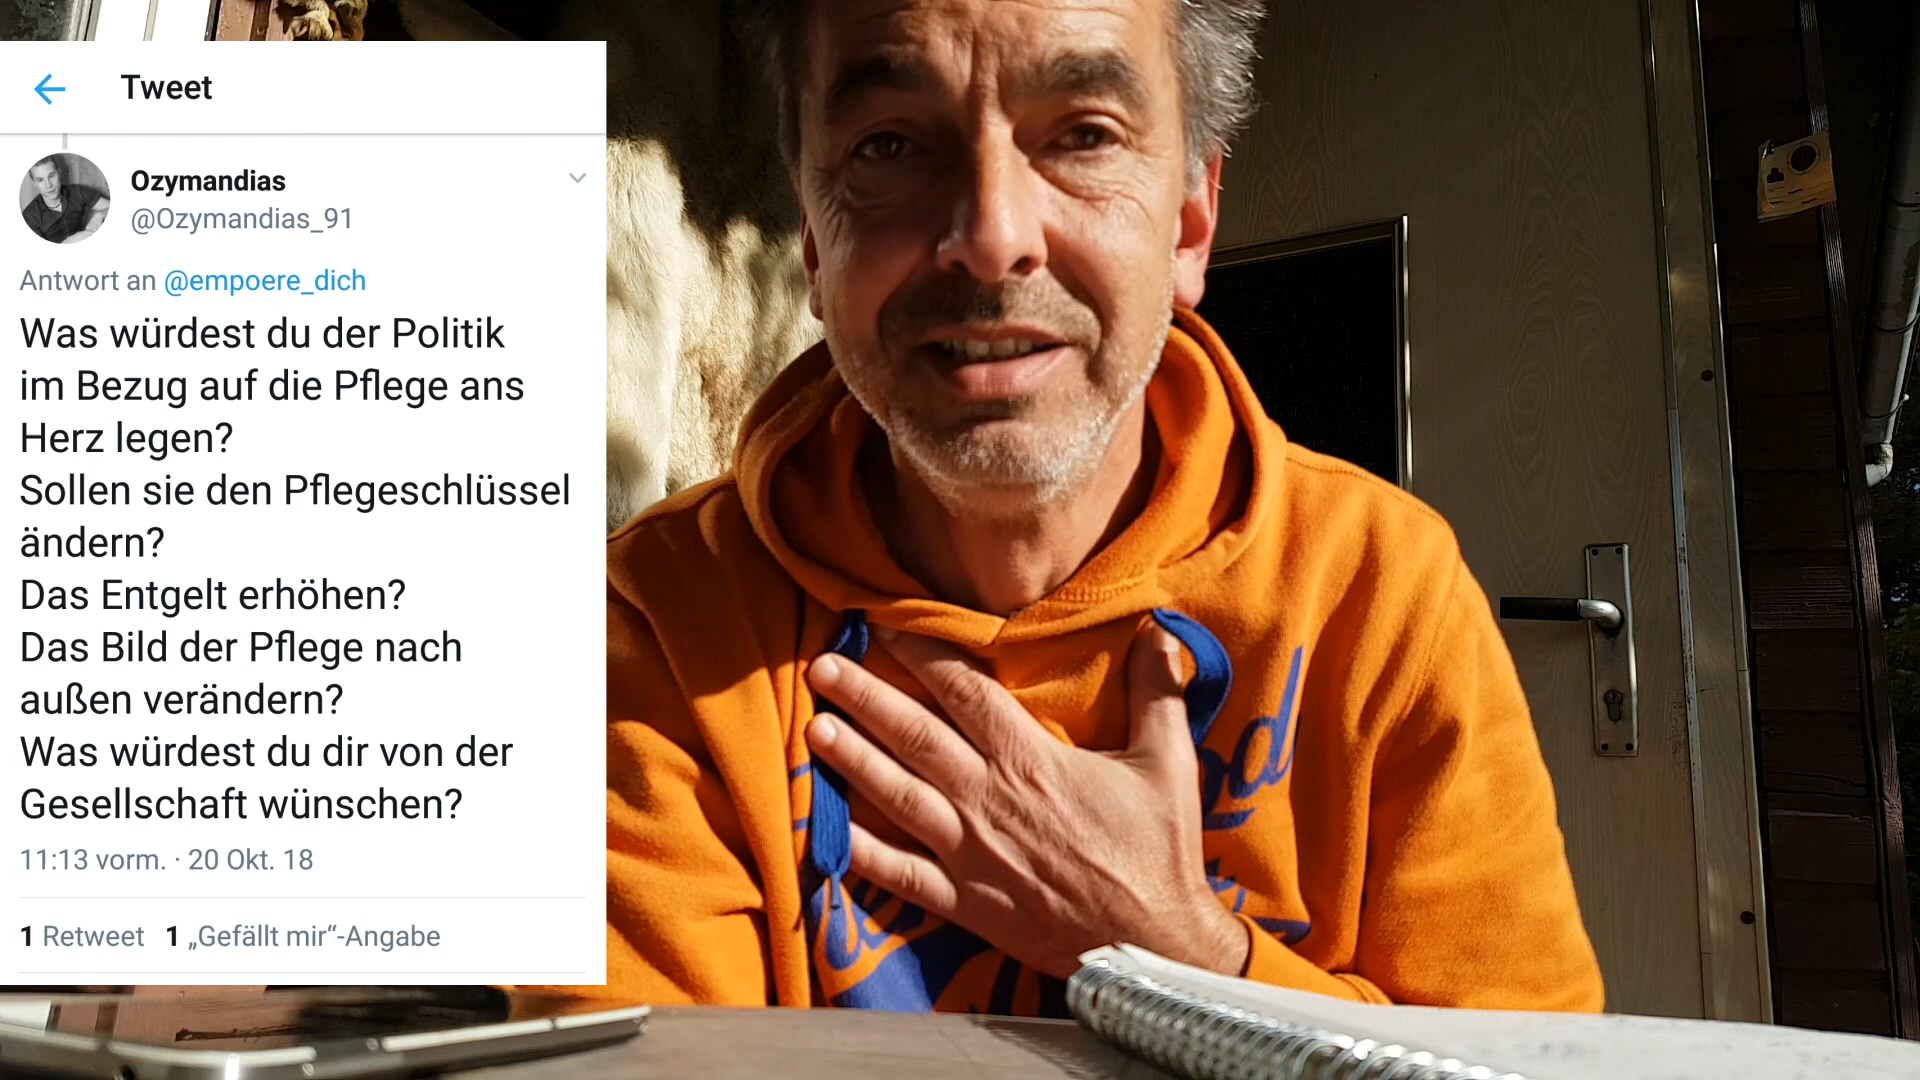 Tweet
Ozymandias
@Ozymandias_91
Antwort an @empoere_dich
Was würdest du der Politik
im Bezug auf die Pflege ans
Herz legen?
Sollen sie den Pflegeschlüssel
ändern?
Das Entgelt erhöhen?
Das Bild der Pflege nach
außen verändern?
Was würdest du dir von der
Gesellschaft wünschen?
11:13 vorm. · 20 Okt. 18
1 Retweet 1 „Gefällt mir“-Angabe